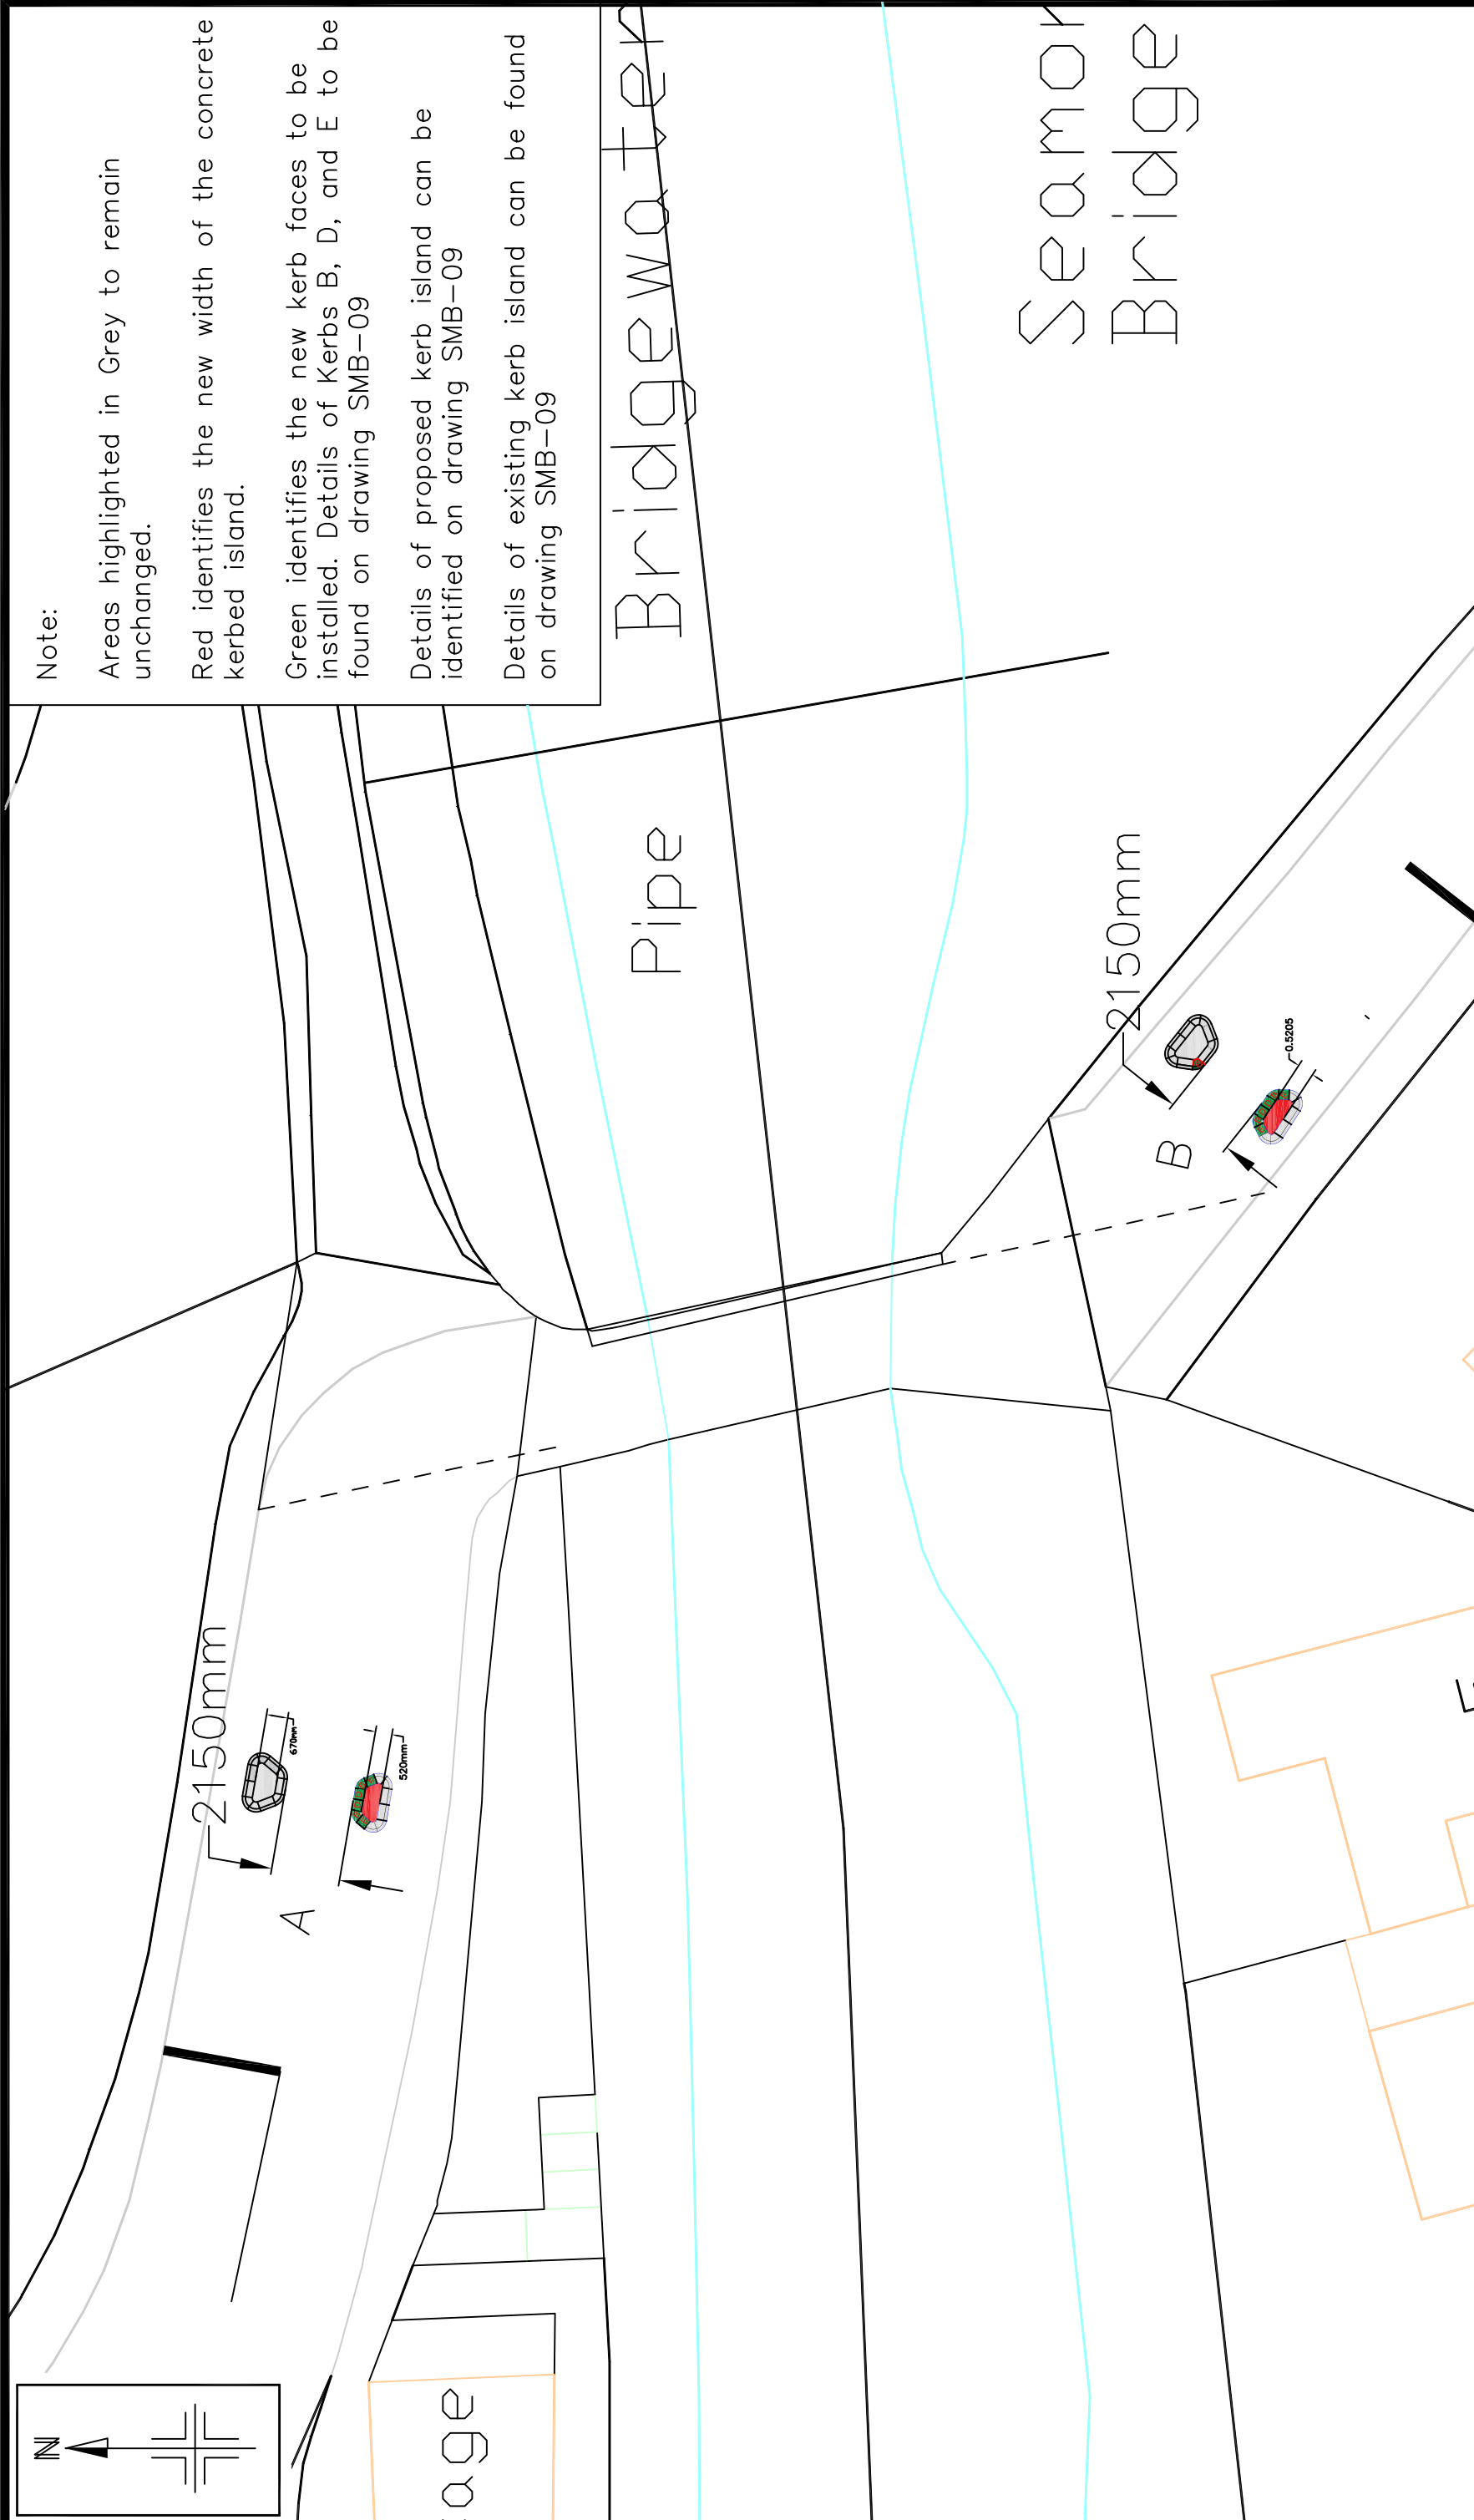 Note:
Areas highlighted in Grey to remain
unchanged.
Red identifies the new width of the concrete
kerbed island.
Green identifies the new kerb faces to be
installed. Details of Kerbs B, D, and E to be
found on drawing SMB-09
Details of proposed kerb island can be
identified on drawing SMB-09
Details of existing kerb island can be found
on drawing SMB-09
Bridgewater
Seamor
Bridge
Pipe
2150mm
B
0.5205
2150mm
670mm
520mm
A
N